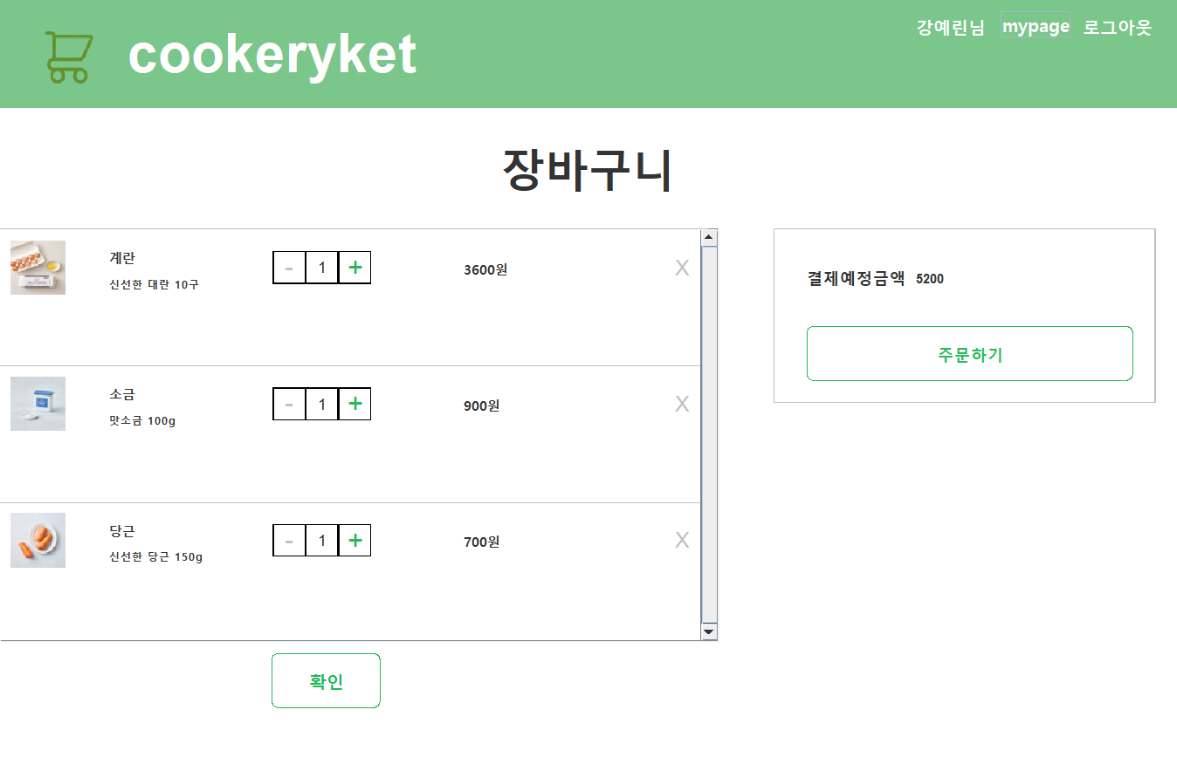 cookeryket
강예린님 mypage 로그아웃
장바구니
계란
신선한 대란 10구
- 1 +
3600원
X
소금
맛소금 100g
- 1 +
900원
X
당근
신선한 당근 150g
- 1 +
700원
X
확인
결제예정금액 5200
주문하기